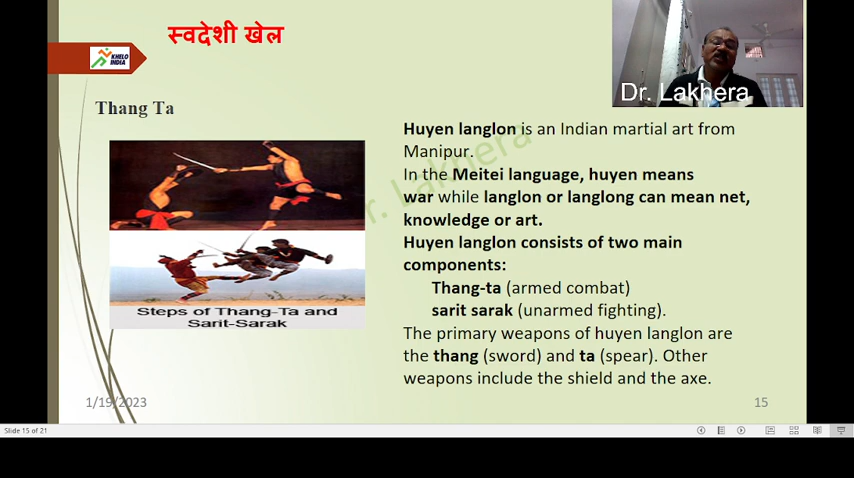 स्वदेशी खेल
KHELO
INDIA
Dr. Lakhera
Thang Ta
Huyen langlon is an Indian martial art from
Manipur.
In the Meitei language, huyen means
war while langlon or langlong can mean net,
knowledge or art.
Huyen langlon consists of two main
components:
Thang-ta (armed combat)
sarit sarak (unarmed fighting).
The primary weapons of huyen langlon are
the thang (sword) and ta (spear). Other
weapons include the shield and the axe.
Steps of Thang-Ta and
Sarit-Sarak
Dr. Lakhera
1/19/2023
15
Slide 15 of 21